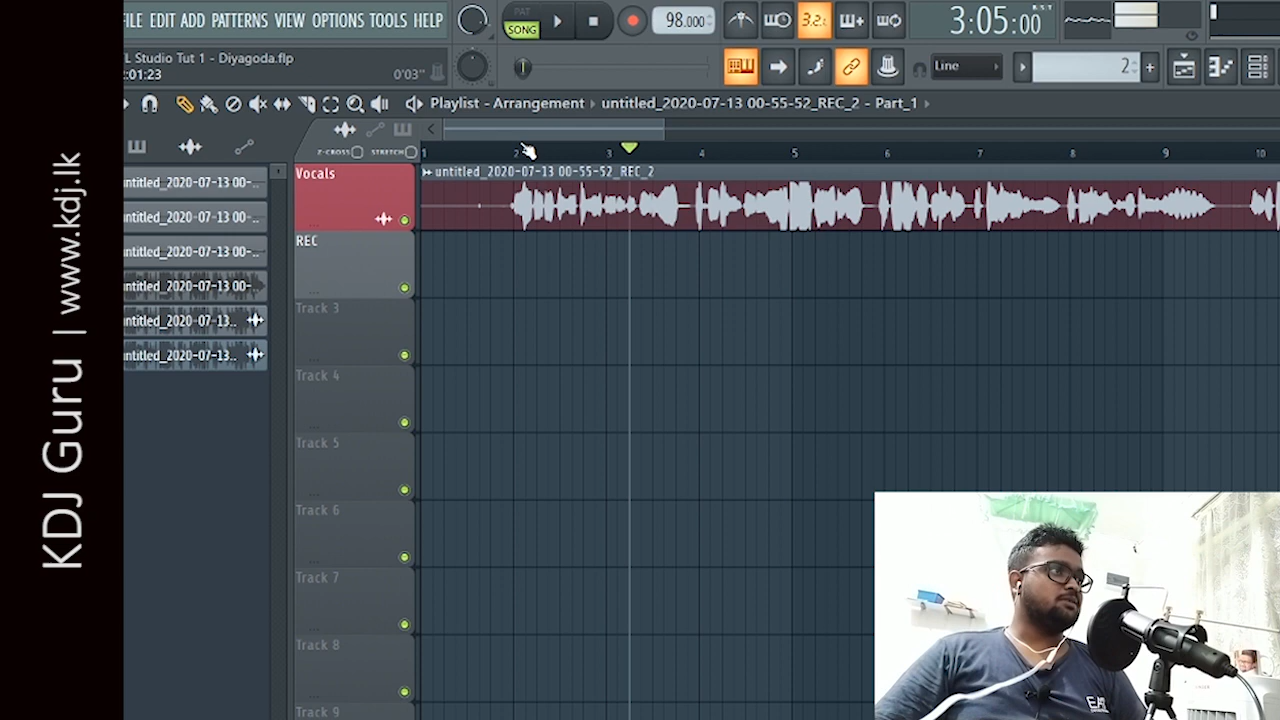 KDJ Guru | www.kdj.lk
FILE EDIT ADD PATTERNS VIEW OPTIONS TOOLS HELP
PAT
SONG
98.000
3.2.
3:05:00
B:S:T
L Studio Tut 1 - Diyagoda.flp
:01:23
0'03"
Line
2
Playlist - Arrangement › untitled_2020-07-13 00-55-52_REC_2 - Part_1 ›
Z-CROSS
STRETCH
1 2 3 4 5 6 7 8 9 10
untitled_2020-07-13 00-..
untitled_2020-07-13 00-..
untitled_2020-07-13 00-..
untitled_2020-07-13 00-
untitled_2020-07-13..
untitled_2020-07-13..
Vocals
untitled_2020-07-13 00-55-52_REC_2
REC
Track 3
Track 4
Track 5
Track 6
Track 7
Track 8
Track 9